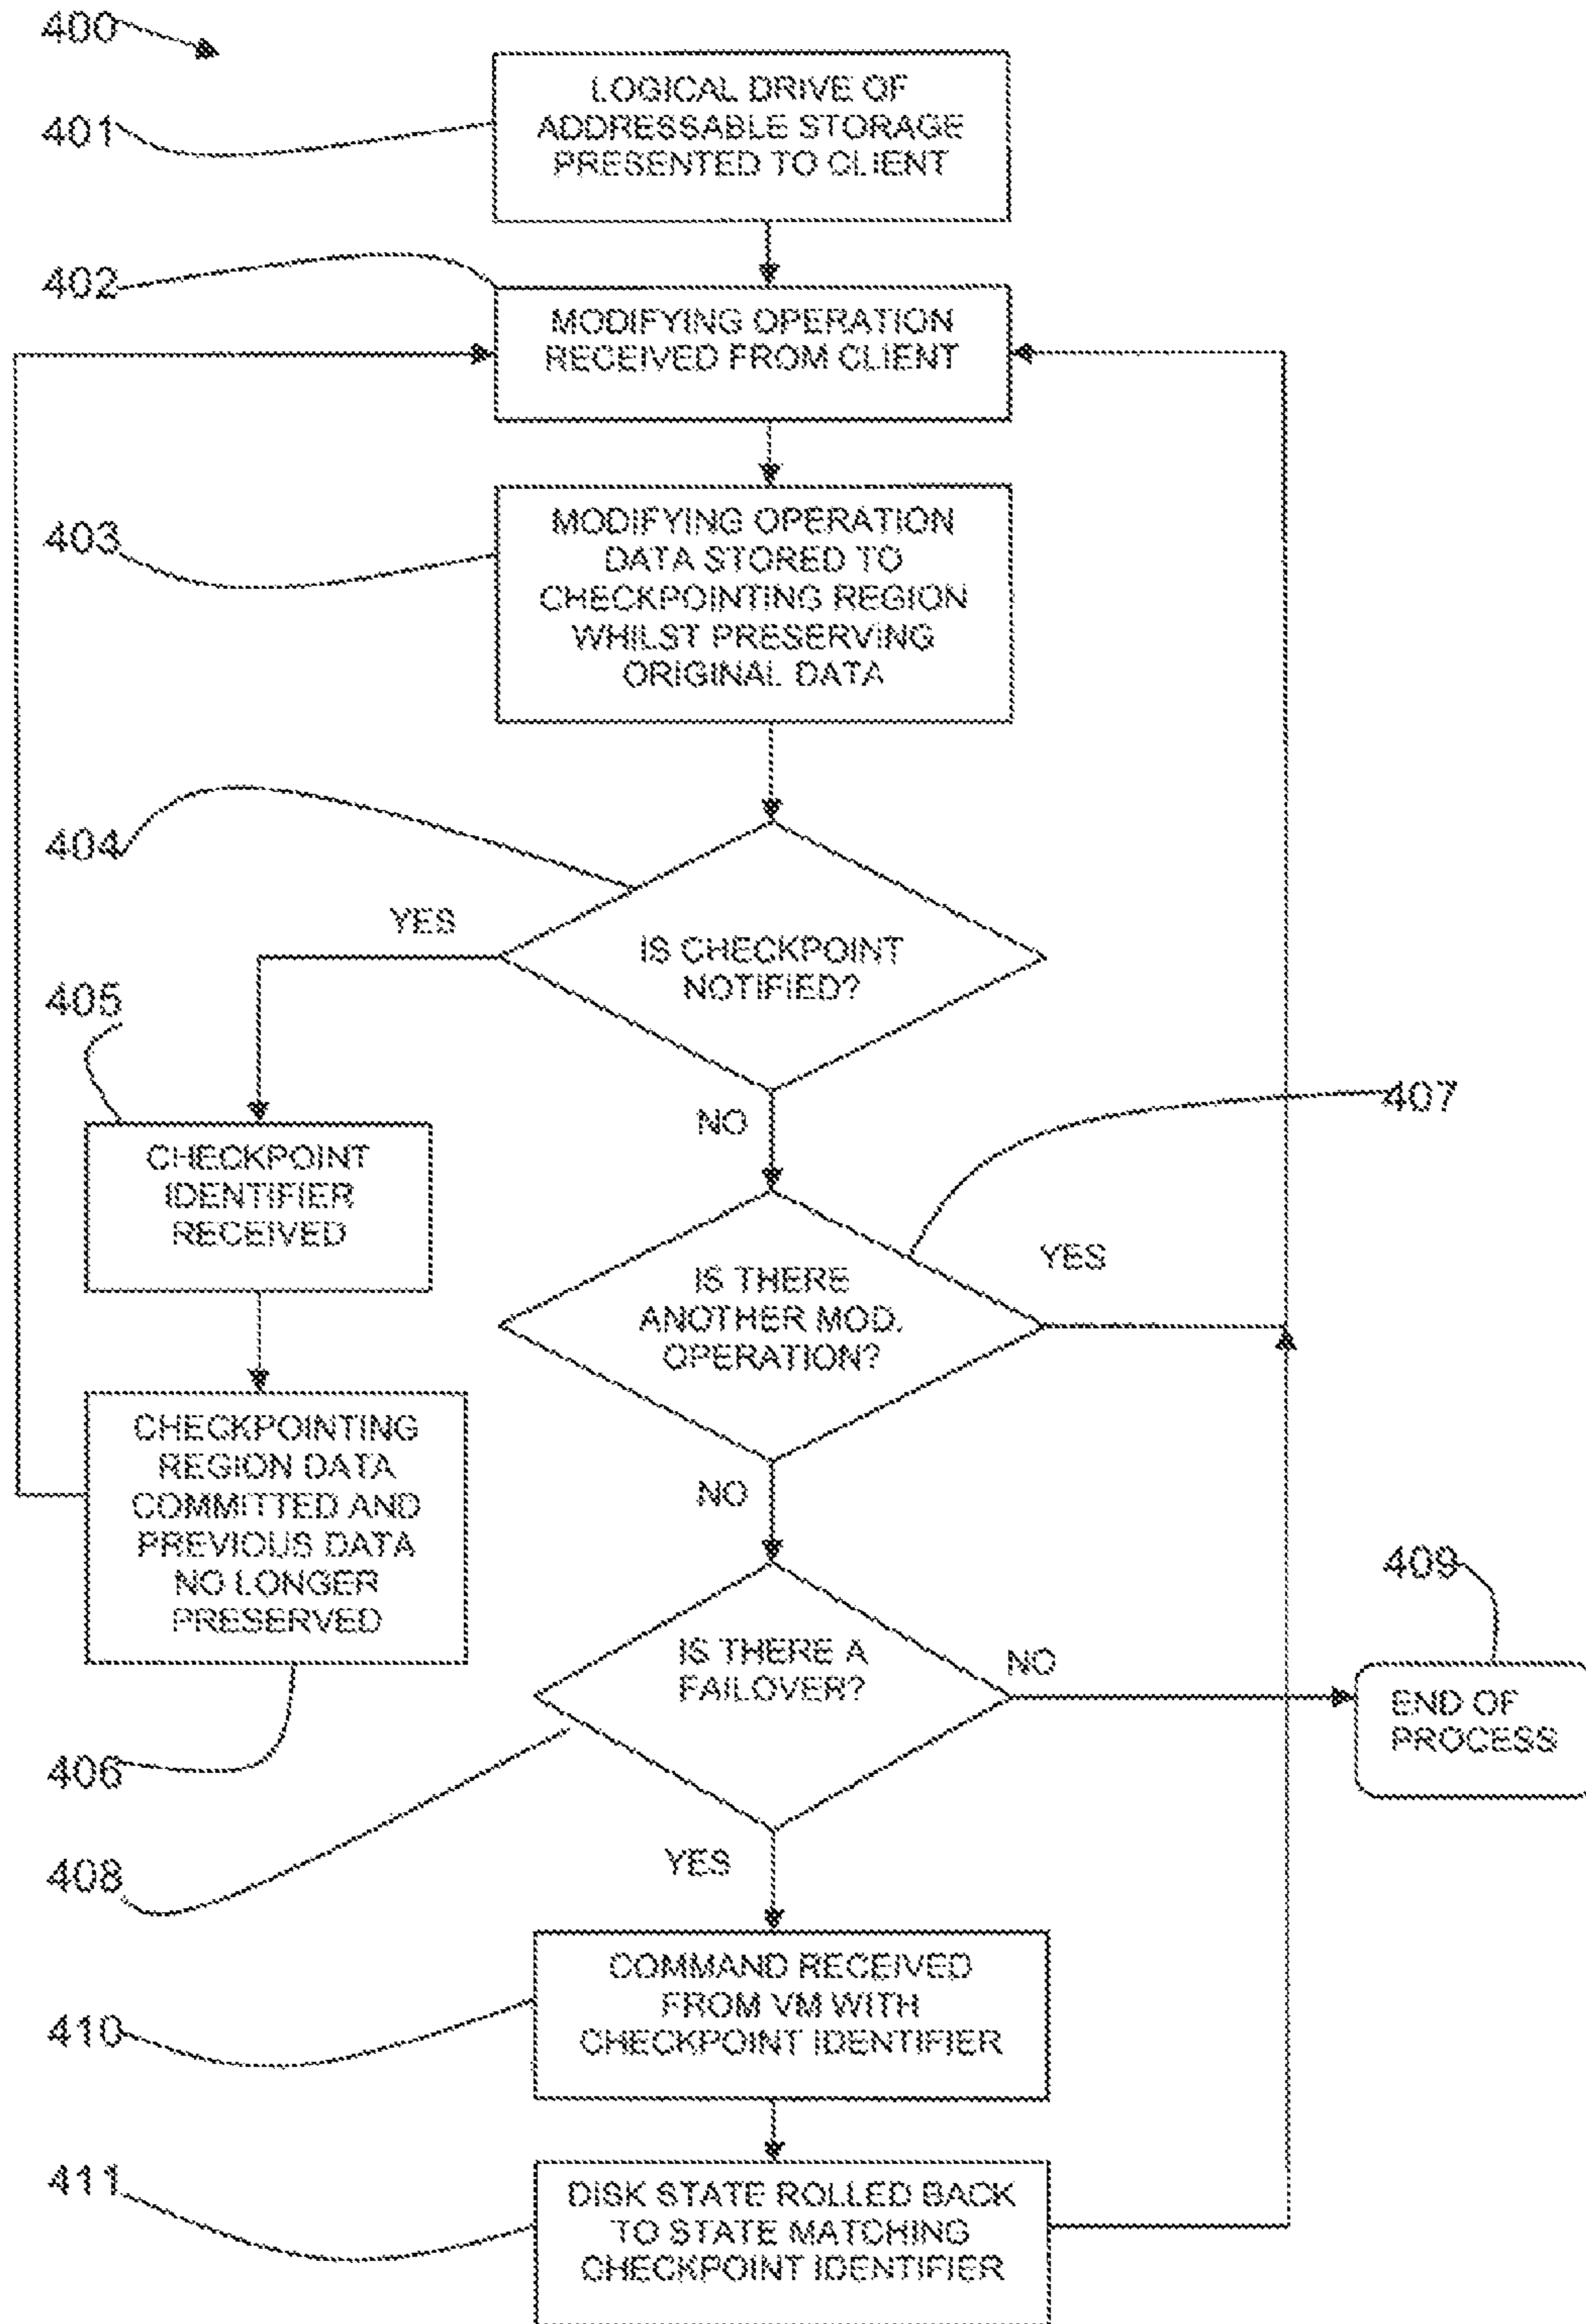 400
401
LOGICAL DRIVE OF
ADDRESSABLE STORAGE
PRESENTED TO CLIENT
402
MODIFYING OPERATION
RECEIVED FROM CLIENT
403
MODIFYING OPERATION
DATA STORED TO
CHECKPOINTING REGION
WHILST PRESERVING
ORIGINAL DATA
404
YES
IS CHECKPOINT
NOTIFIED?
405
NO
407
CHECKPOINT
IDENTIFIER
RECEIVED
YES
IS THERE
ANOTHER MOD.
OPERATION?
CHECKPOINTING
REGION DATA
COMMITTED AND
PREVIOUS DATA
NO LONGER
PRESERVED
NO
409
IS THERE A
FAILOVER?
NO
END OF
PROCESS
406
408
YES
410
COMMAND RECEIVED
FROM VM WITH
CHECKPOINT IDENTIFIER
411
DISK STATE ROLLED BACK
TO STATE MATCHING
CHECKPOINT IDENTIFIER